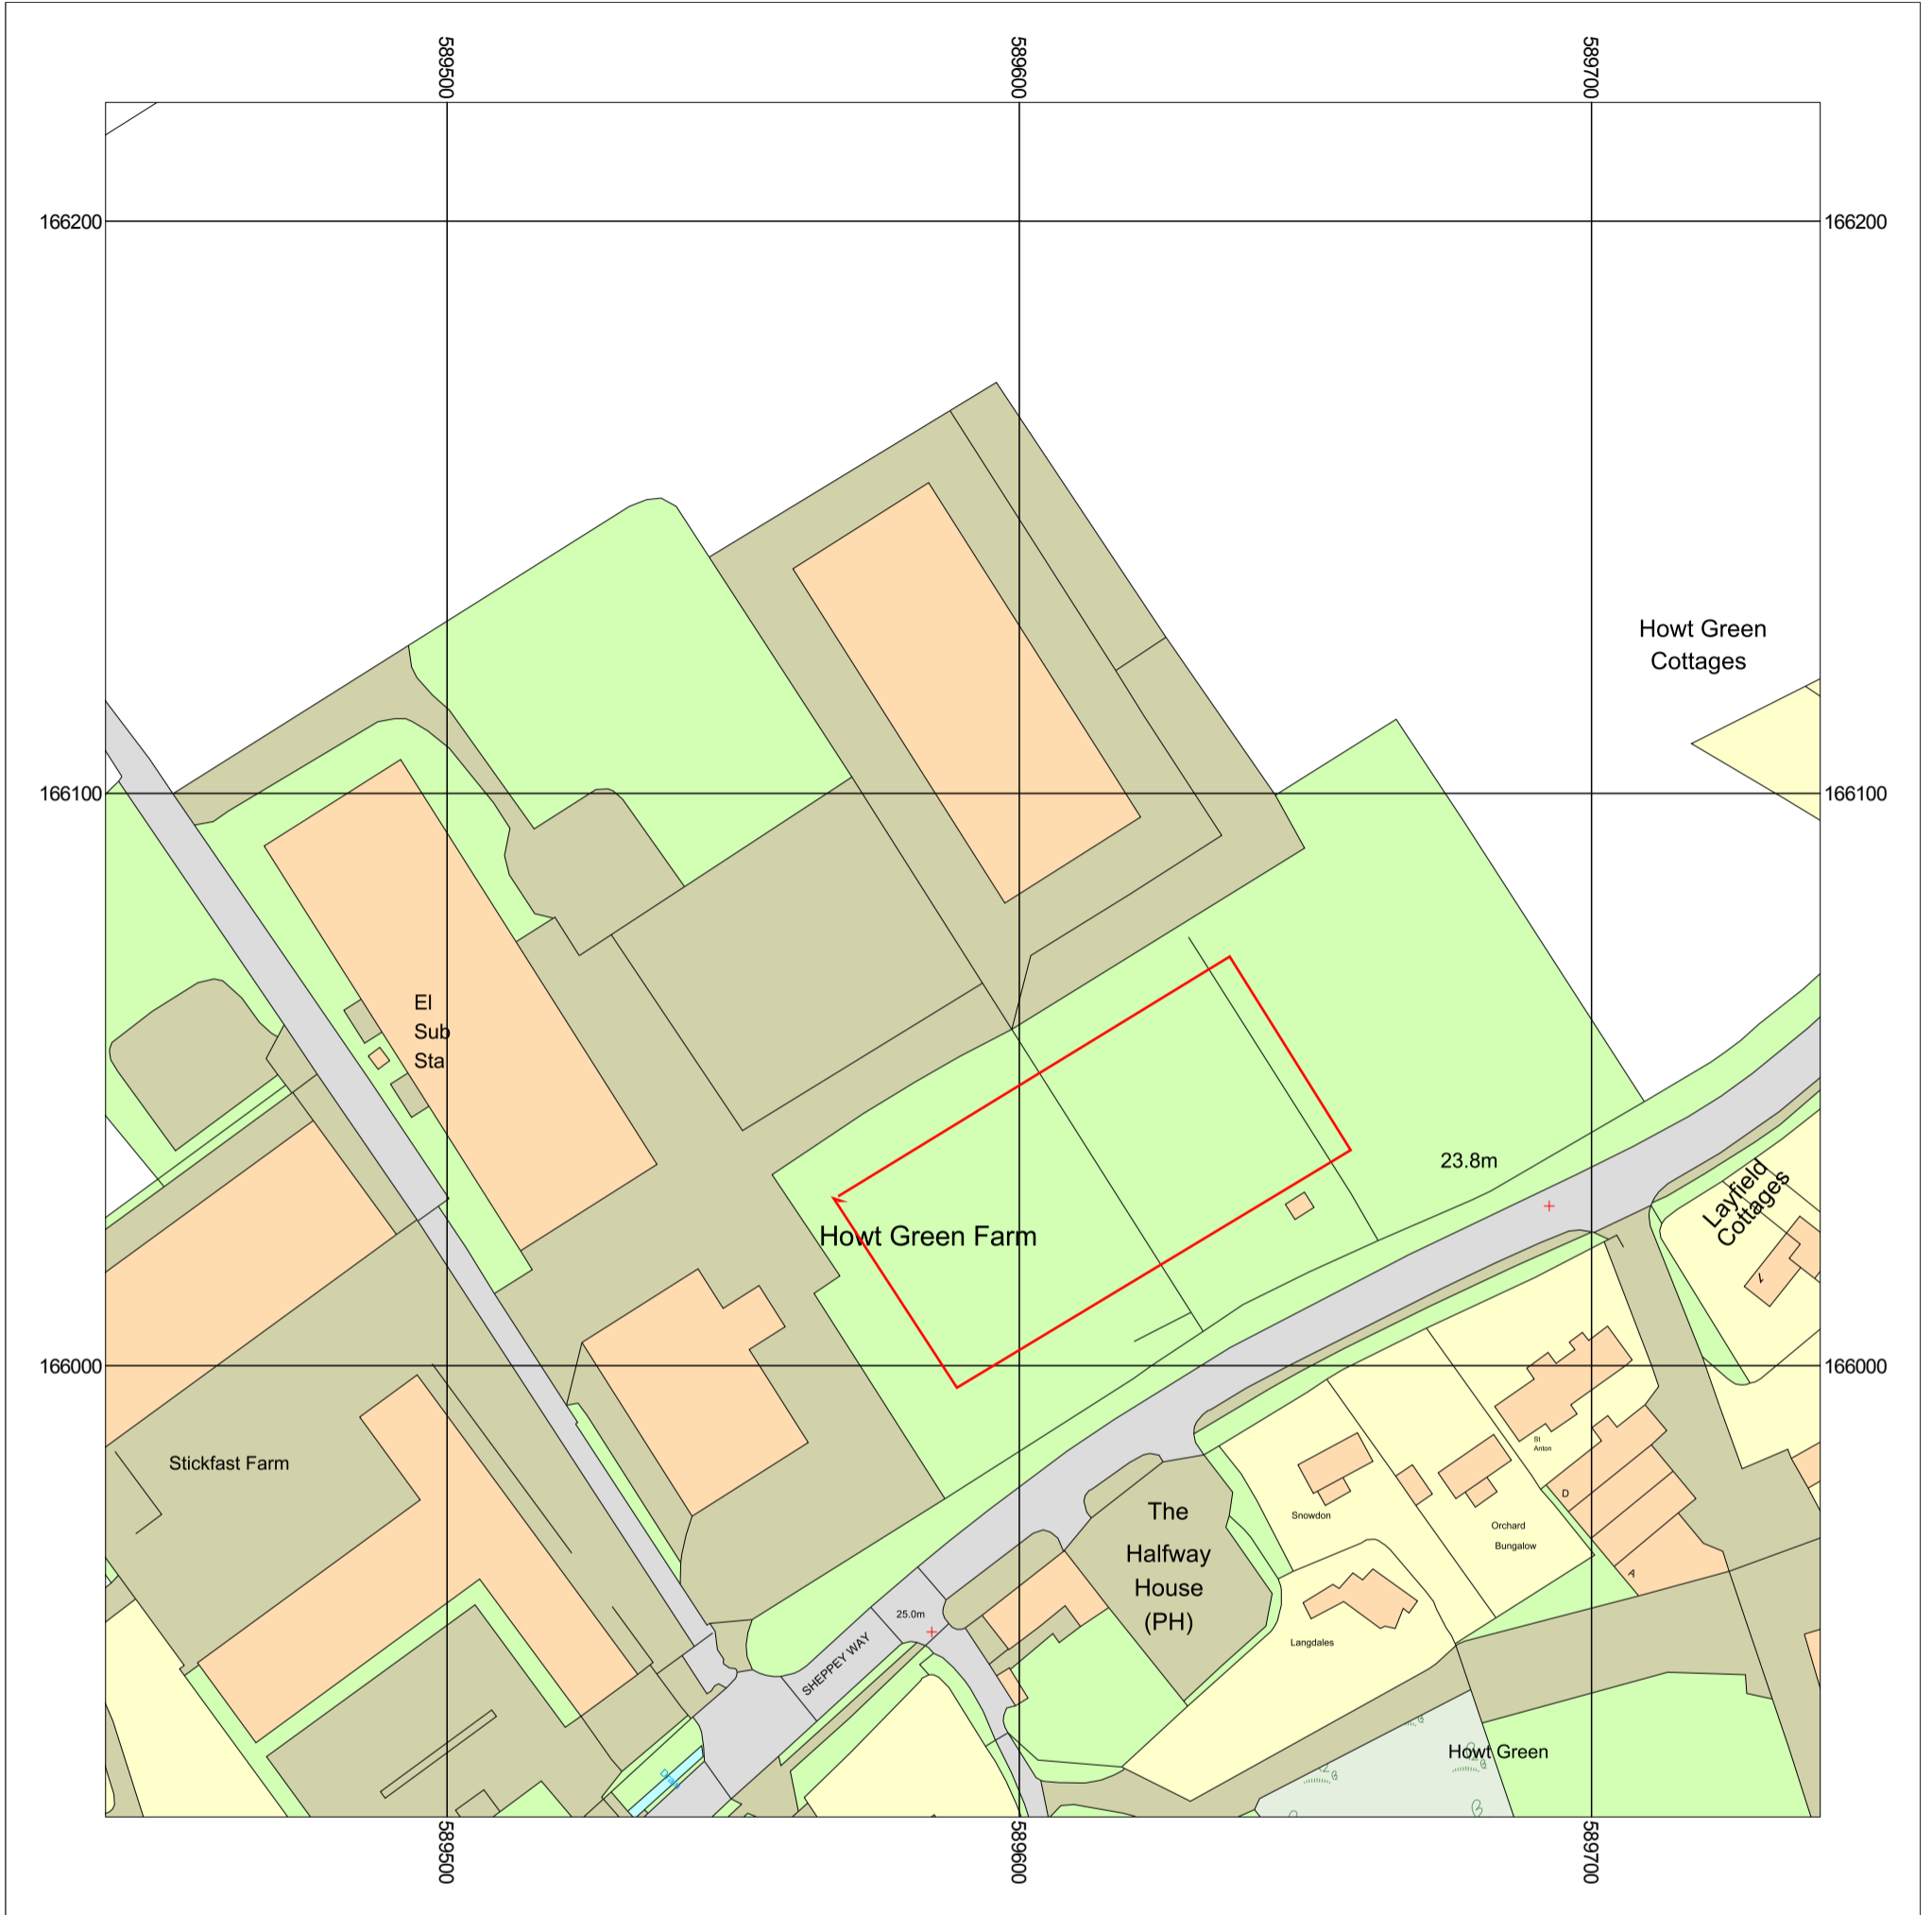 589500
589600
589700
166200
166200
Howt Green
Cottages
166100
166100
El
Sub
Sta
23.8m
Layfield
Cottages
Howt Green Farm
1
166000
166000
St
Anton
Stickfast Farm
D
The
Halfway
House
(PH)
Snowdon
Orchard
Bungalow
A
25.0m
SHEPPEY WAY
Langdales
Howt Green
Drain
589500
589600
589700